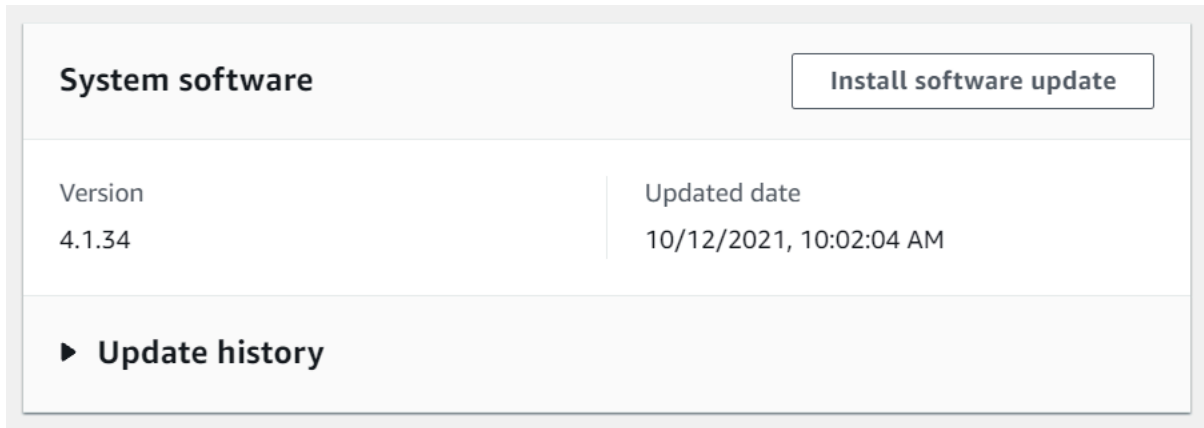 System software
Install software update
Version
4.1.34
Updated date
10/12/2021, 10:02:04 AM
Update history